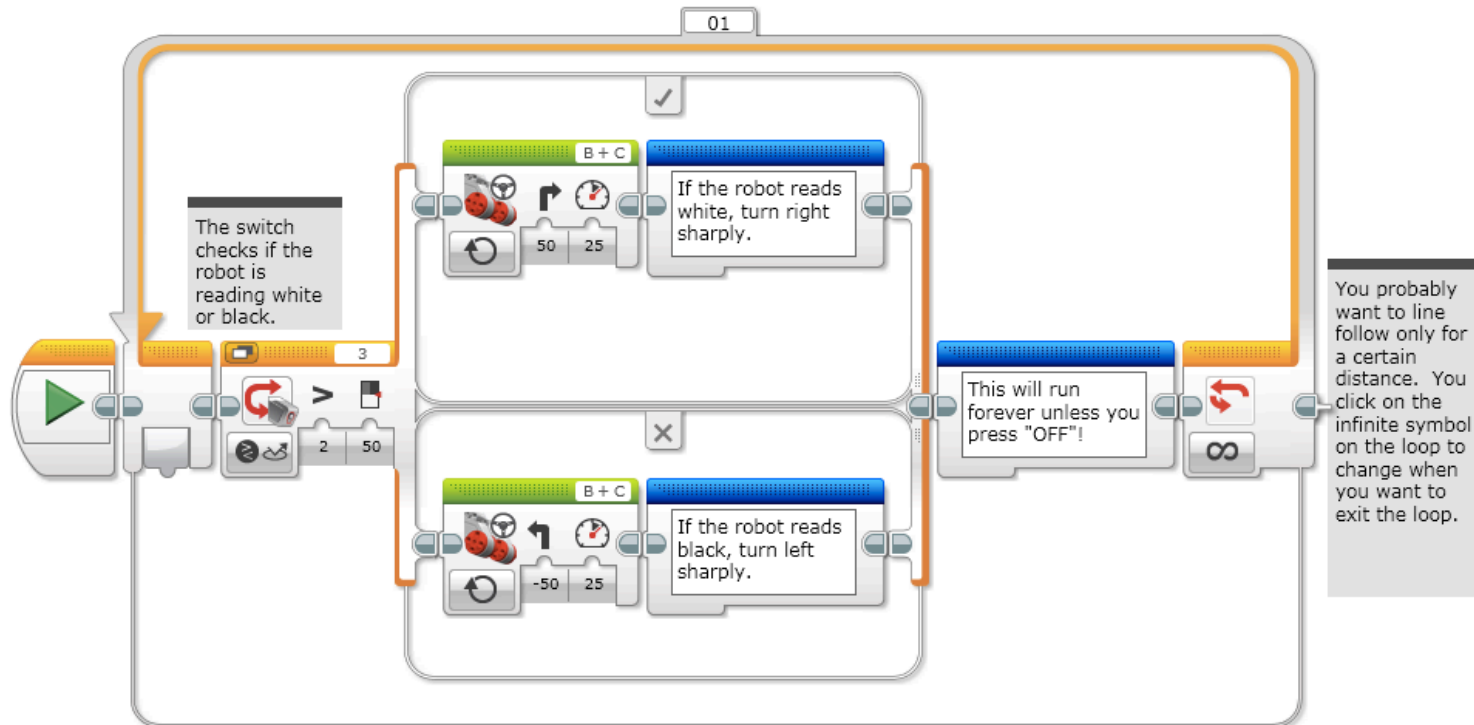 01
The switch
checks if the
robot is
reading white
or black.
3
>
2
50
B + C
50
25
If the robot reads
white, turn right
sharply.
B + C
-50
25
If the robot reads
black, turn left
sharply.
This will run
forever unless you
press "OFF"!
∞
You probably
want to line
follow only for
a certain
distance.  You
click on the
infinite symbol
on the loop to
change when
you want to
exit the loop.